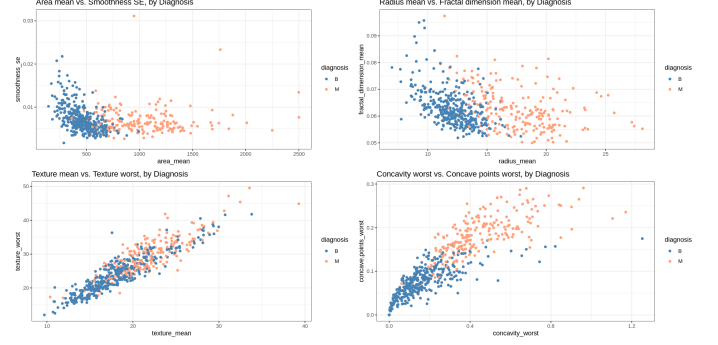 Area mean vs. Smoothness SE, by Diagnosis
0.03
0.02
0.01
smoothness_se
500
1000
1500
2000
2500
area_mean
diagnosis
B
M
Radius mean vs. Fractal dimension mean, by Diagnosis
0.09
0.08
0.07
0.06
0.05
fractal_dimension_mean
10
15
20
25
radius_mean
diagnosis
B
M
Texture mean vs. Texture worst, by Diagnosis
50
40
30
20
texture_worst
10
20
30
40
texture_mean
diagnosis
B
M
Concavity worst vs. Concave points worst, by Diagnosis
0.3
0.2
0.1
0.0
concave.points_worst
0.0
0.4
0.8
1.2
concavity_worst
diagnosis
B
M